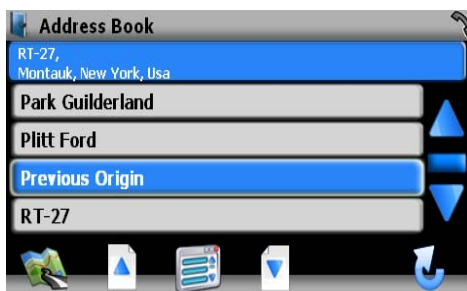 Address Book
RT-27,
Montauk, New York, Usa
Park Guilderland
Plitt Ford
Previous Origin
RT-27